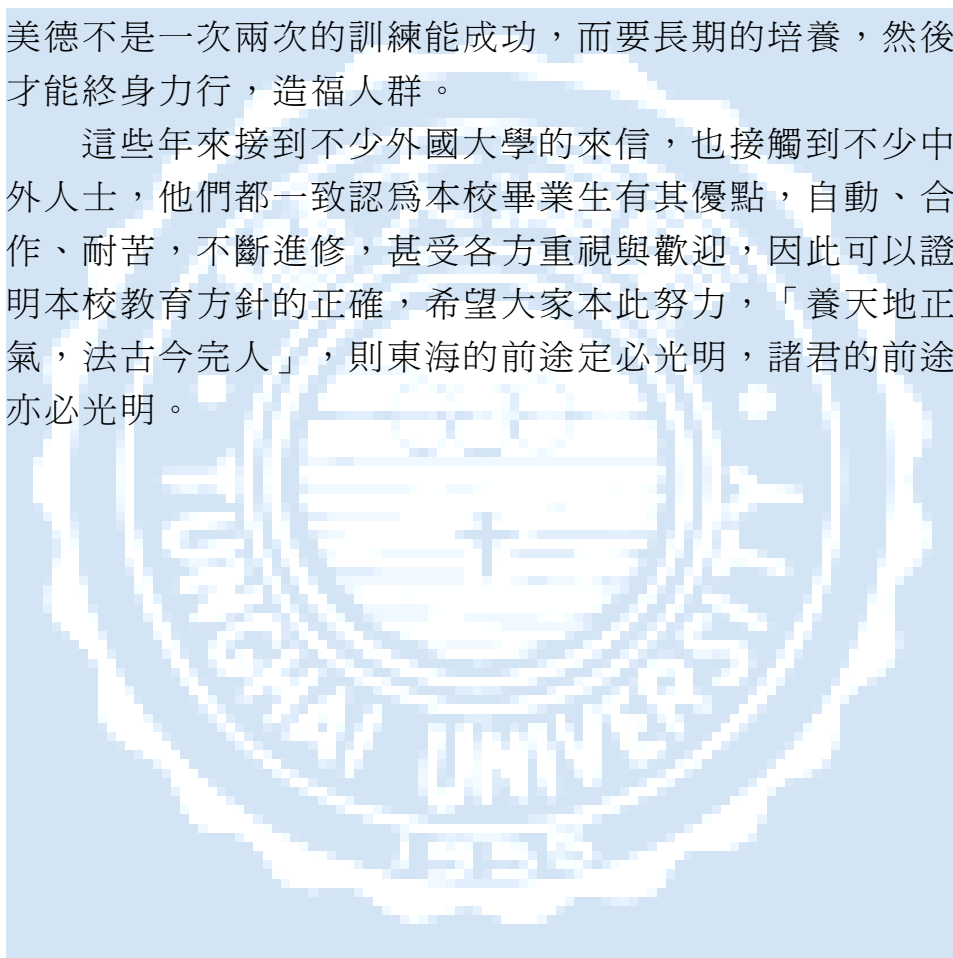 美德不是一次兩次的訓練能成功，而要長期的培養，然後
才能終身力行，造福人群。
這些年來接到不少外國大學的來信，也接觸到不少中
外人士，他們都一致認爲本校畢業生有其優點，自動、合
作、耐苦，不斷進修，甚受各方重視與歡迎，因此可以證
明本校教育方針的正確，希望大家本此努力，「養天地正
氣，法古今完人」，則東海的前途定必光明，諸君的前途
亦必光明。
TUNGHAI UNIVERSITY